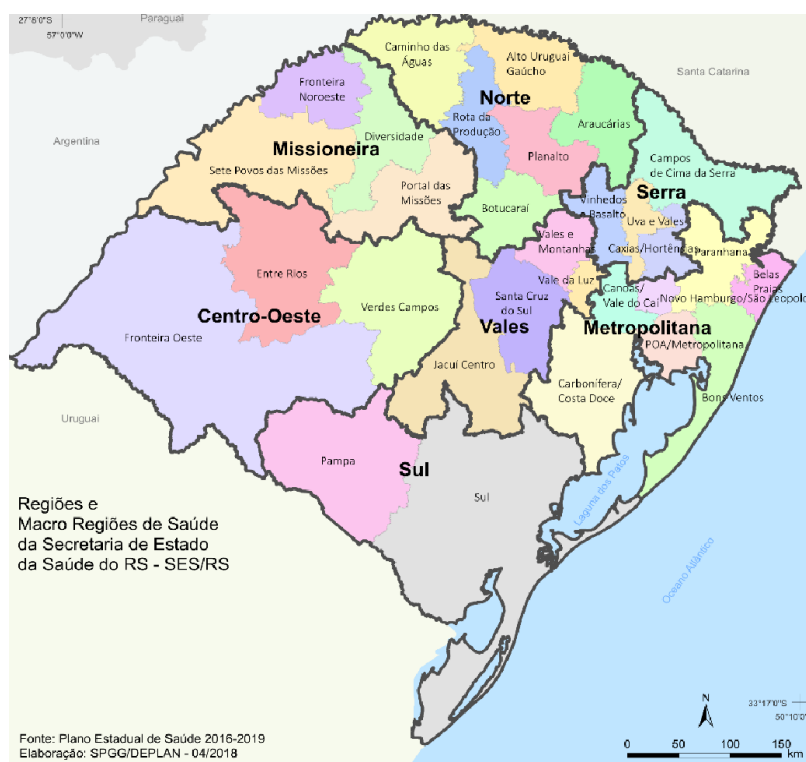 27°8'0"S
57°0'0"W
Paraguai
Argentina
Santa Catarina
Uruguai
Caminho das
Águas
Alto Uruguai
Gaúcho
Fronteira
Noroeste
Norte
Rota da
Produção
Araucárias
Diversidade
Missioneira
Planalto
Sete Povos das Missões
Campos
de Cima da Serra
Portal das
Missões
Serra
Botucaraí
Vinhedos
e Basalto
Uva e Vales
Vales e
Montanhas
Caxias/Hortências
Paranhana
Entre Rios
Vale da Luz
Belas
Praias
Canoas/
Vale do Caí
Novo Hamburgo/São Leopoldo
Santa Cruz
do Sul
Verdes Campos
Centro-Oeste
Vales
Metropolitana
Fronteira Oeste
POA/Metropolitana
Jacuí Centro
Carbonífera/
Costa Doce
Bons Ventos
Pampa
Sul
Sul
Laguna dos Patos
Oceano Atlântico
Regiões e
Macro Regiões de Saúde
da Secretaria de Estado
da Saúde do RS - SES/RS
N
33°17'0"S
Fonte: Plano Estadual de Saúde 2016-2019
Elaboração: SPGG/DEPLAN - 04/2018
0 50 100 150
km